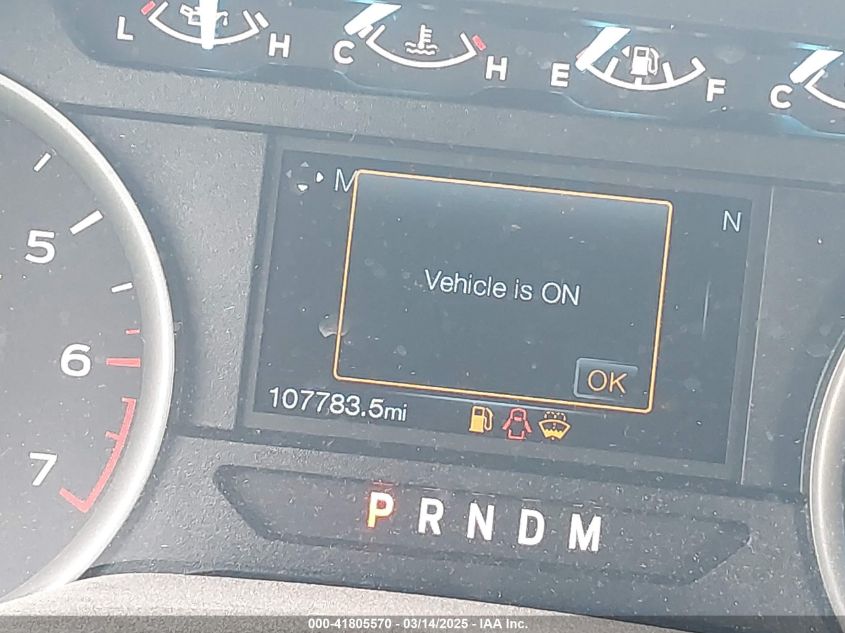 L H C H E F C
M N
Vehicle is ON
OK
107783.5mi
5
6
7
P R N D M
000-41805570 - 03/14/2025 - IAA Inc.